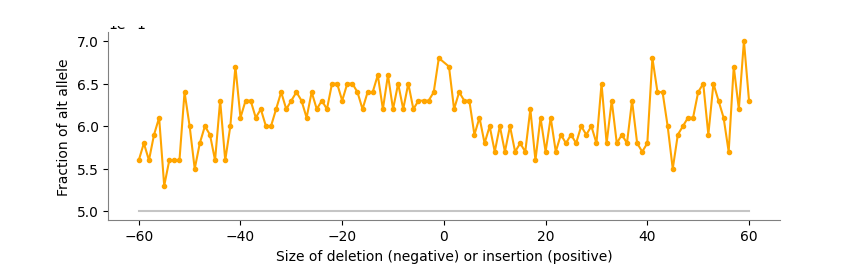 7.0
6.5
6.0
5.5
5.0
Fraction of alt allele
−60 −40 −20 0 20 40 60
Size of deletion (negative) or insertion (positive)